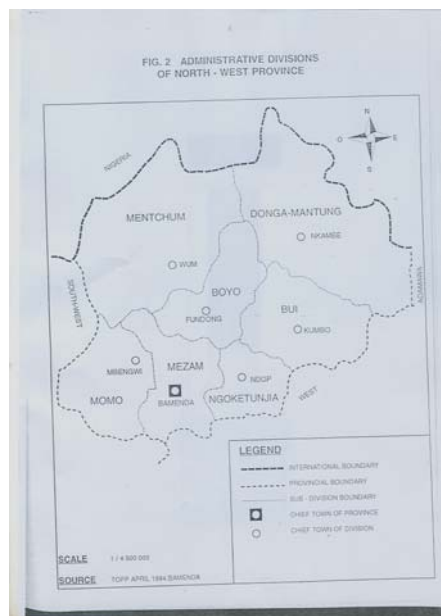 FIG. 2 ADMINISTRATIVE DIVISIONS
OF NORTH - WEST PROVINCE
N
O
E
S
NIGERIA
MENTCHUM
DONGA-MANTUNG
NKAMBE
WUM
SOUTH-WEST
BOYO
ADAMAWA
FUNDONG
BUI
KUMBO
MBENGWI
MEZAM
NDOP
MOMO
BAMENDA
NGOKETUNJIA
WEST
LEGEND
INTERNATIONAL BOUNDARY
PROVINCIAL BOUNDARY
SUB - DIVISION BOUNDARY
CHIEF TOWN OF PROVINCE
CHIEF TOWN OF DIVISION
SCALE
SOURCE APRIL 1994 BAMENDA